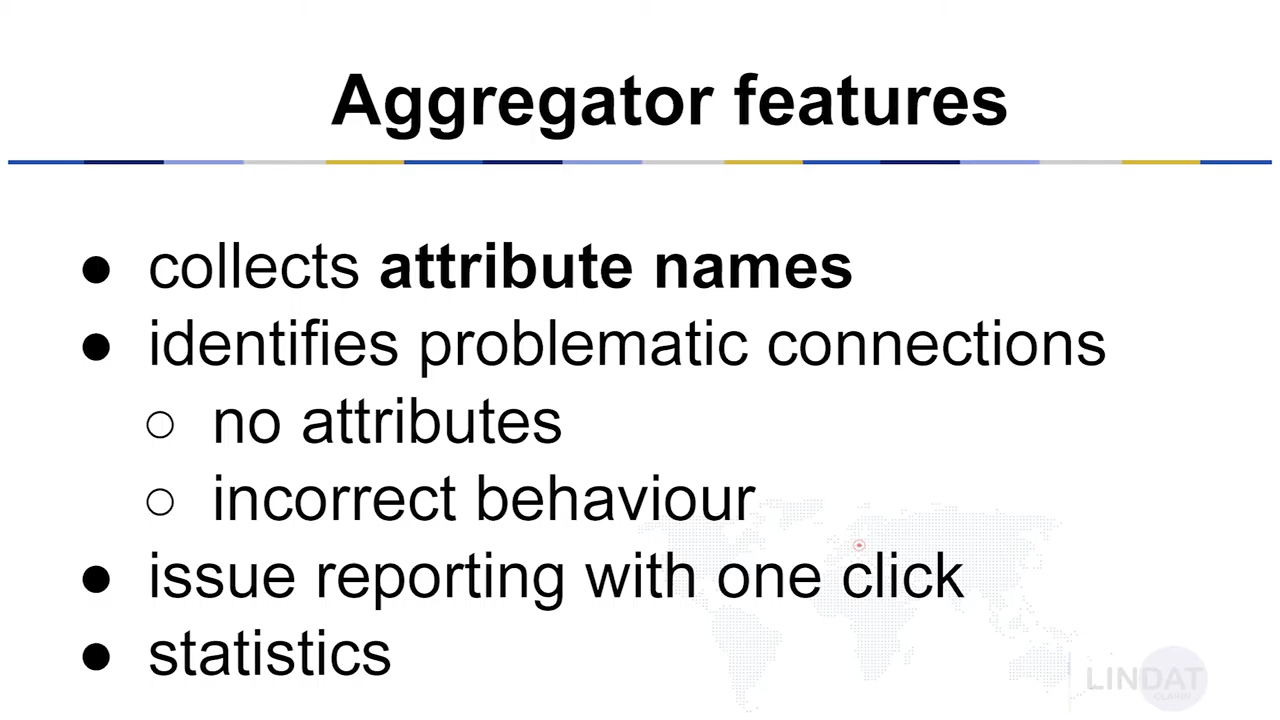 Aggregator features
● collects attribute names
● identifies problematic connections
○ no attributes
○ incorrect behaviour
● issue reporting with one click
● statistics
LINDAT
CLARIN